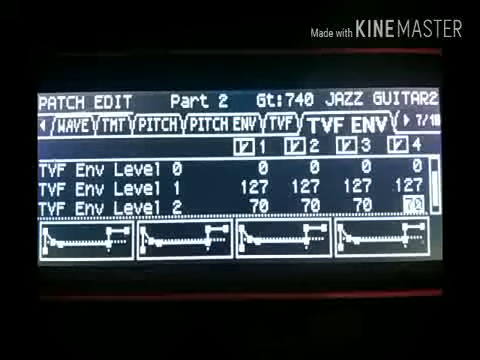 Made with KINEMASTER
PATCH EDIT Part 2 Gt:740 JAZZ GUITAR2
WAVE TMT PITCH PITCH ENV TVF TVF ENV 7/18
1 2 3 4
TVF Env Level 0 0 0 0 0
TVF Env Level 1 127 127 127 127
TVF Env Level 2 70 70 70 70